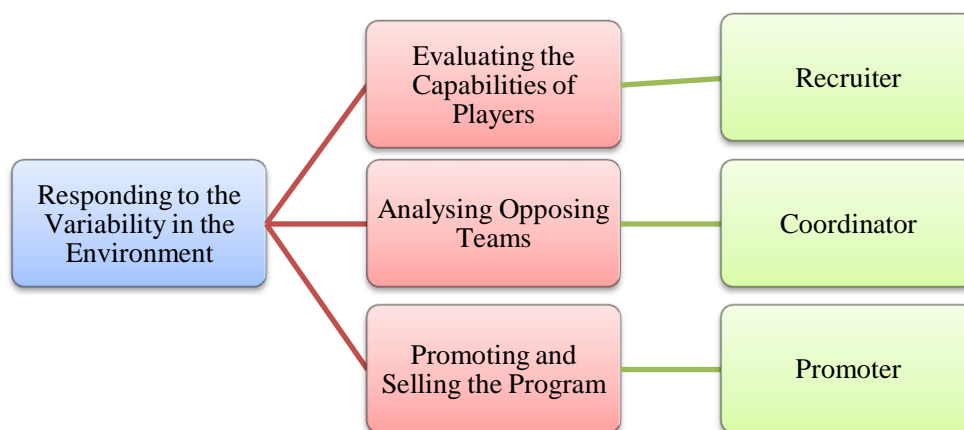 Responding to the
Variability in the
Environment
Evaluating the
Capabilities of
Players
Recruiter
Analysing Opposing
Teams
Coordinator
Promoting and
Selling the Program
Promoter